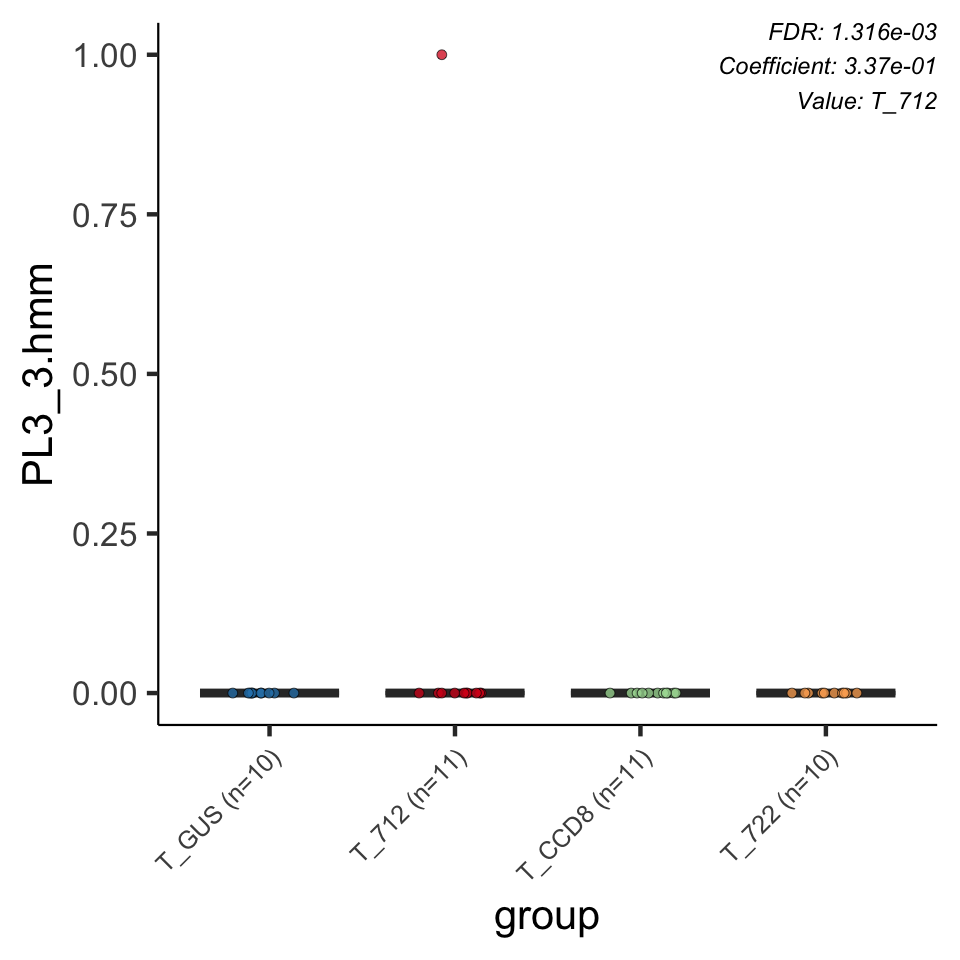 FDR: 1.316e-03
Coefficient: 3.37e-01
Value: T_712
PL3_3.hmm
1.00
0.75
0.50
0.25
0.00
T_GUS (n=10)
T_712 (n=11)
T_CCD8 (n=11)
T_722 (n=10)
group